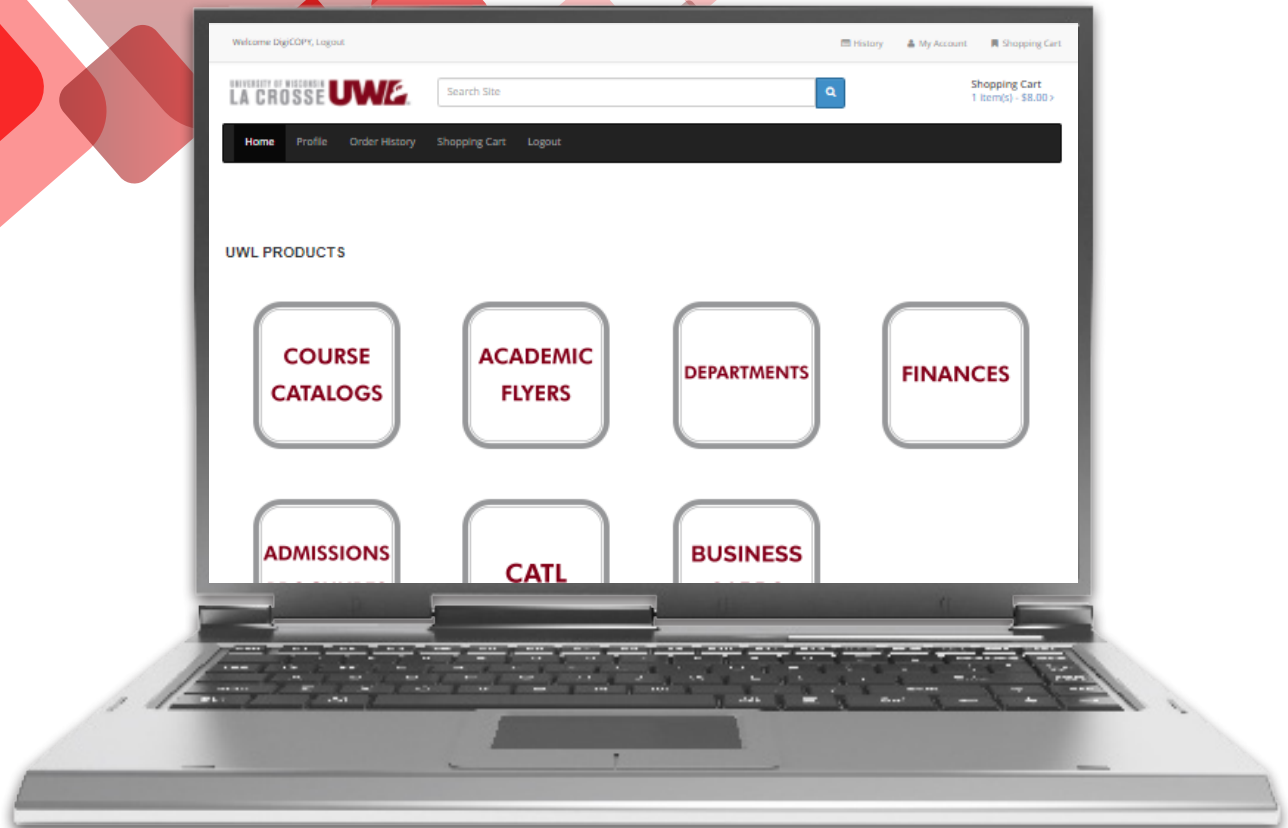 Welcome DigiCOPY, Logout
History My Account Shopping Cart
UNIVERSITY OF WISCONSIN
LA CROSSE UWL
Search Site
Shopping Cart
1 item(s) - $8.00 >
Home Profile Order History Shopping Cart Logout
UWL PRODUCTS
COURSE
CATALOGS
ACADEMIC
FLYERS
DEPARTMENTS
FINANCES
ADMISSIONS
CATL
BUSINESS